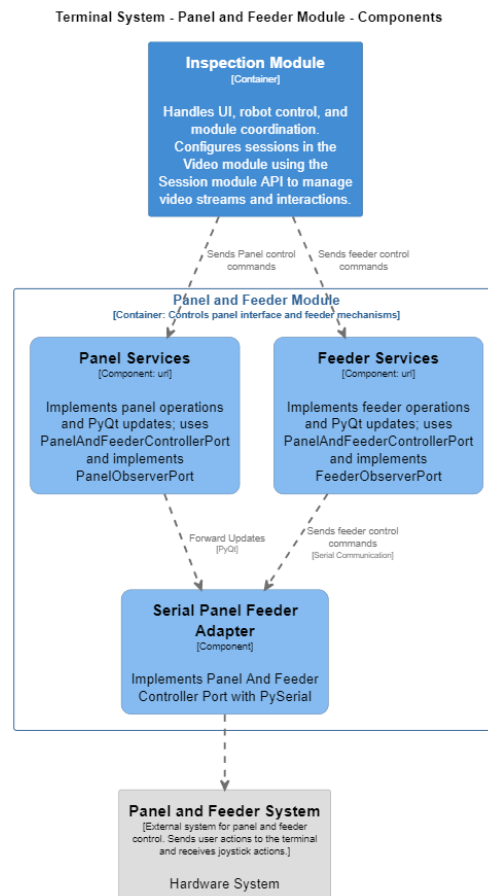 Terminal System - Panel and Feeder Module - Components
Inspection Module
[Container]
Handles UI, robot control, and
module coordination.
Configures sessions in the
Video module using the
Session module API to manage
video streams and interactions.
Sends Panel control
commands
Sends feeder control
commands
Panel and Feeder Module
[Container: Controls panel interface and feeder mechanisms]
Panel Services
[Component: url]
Implements panel operations
and PyQt updates; uses
PanelAndFeederControllerPort
and implements
PanelObserverPort
Feeder Services
[Component: url]
Implements feeder operations
and PyQt updates; uses
PanelAndFeederControllerPort
and implements
FeederObserverPort
Forward Updates
[PyQt]
Sends feeder control
commands
[Serial Communication]
Serial Panel Feeder
Adapter
[Component]
Implements Panel And Feeder
Controller Port with PySerial
Panel and Feeder System
[External system for panel and feeder
control. Sends user actions to the terminal
and receives joystick actions.]
Hardware System